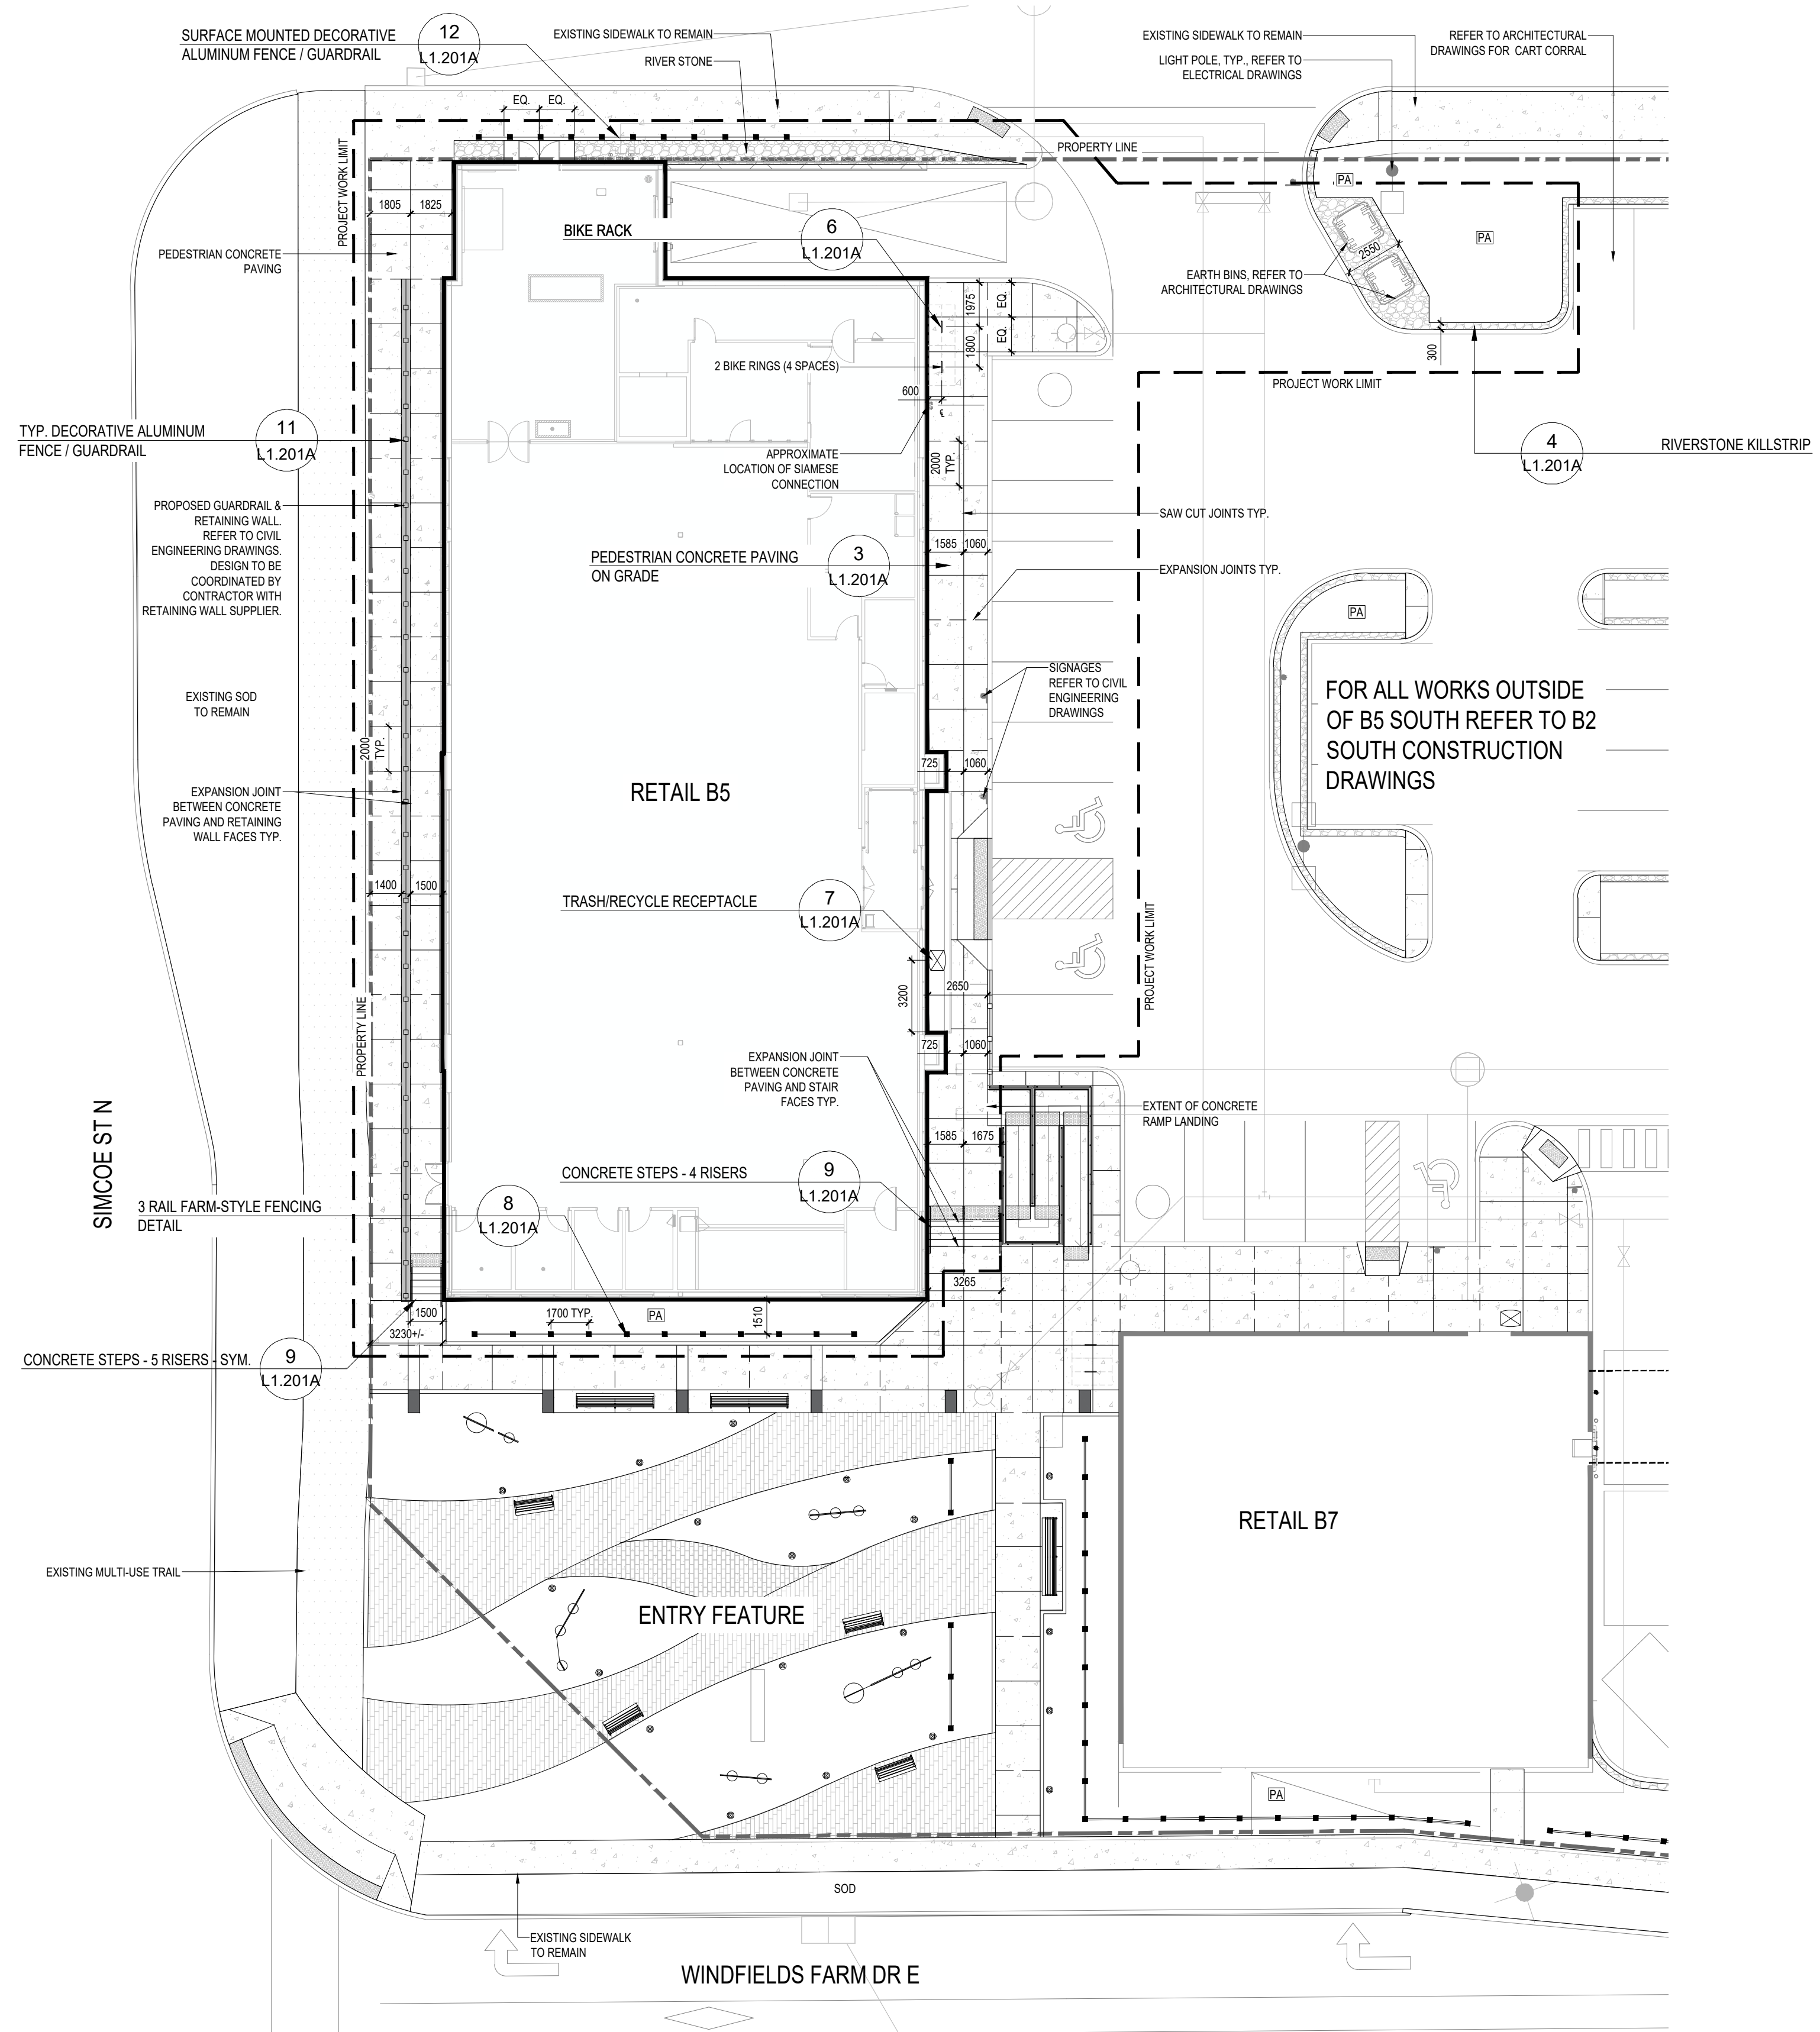 SURFACE MOUNTED DECORATIVE
ALUMINUM FENCE / GUARDRAIL
12
L1.201A
EXISTING SIDEWALK TO REMAIN
RIVER STONE
EXISTING SIDEWALK TO REMAIN
LIGHT POLE, TYP., REFER TO
ELECTRICAL DRAWINGS
REFER TO ARCHITECTURAL
DRAWINGS FOR CART CORRAL
EQ.
EQ.
PROPERTY LINE
PROJECT WORK LIMIT
PA
1805
1825
PEDESTRIAN CONCRETE
PAVING
BIKE RACK
6
L1.201A
PA
2550
EARTH BINS, REFER TO
ARCHITECTURAL DRAWINGS
1975
EQ.
1800
EQ.
300
2 BIKE RINGS (4 SPACES)
600
PROJECT WORK LIMIT
TYP. DECORATIVE ALUMINUM
FENCE / GUARDRAIL
11
L1.201A
4
L1.201A
RIVERSTONE KILLSTRIP
APPROXIMATE
LOCATION OF SIAMESE
CONNECTION
2000
TYP.
PROPOSED GUARDRAIL &
RETAINING WALL.
REFER TO CIVIL
ENGINEERING DRAWINGS.
DESIGN TO BE
COORDINATED BY
CONTRACTOR WITH
RETAINING WALL SUPPLIER.
SAW CUT JOINTS TYP.
PEDESTRIAN CONCRETE PAVING
ON GRADE
3
L1.201A
1585
1060
EXPANSION JOINTS TYP.
PA
SIGNAGES
REFER TO CIVIL
ENGINEERING
DRAWINGS
EXISTING SOD
TO REMAIN
FOR ALL WORKS OUTSIDE
OF B5 SOUTH REFER TO B2
SOUTH CONSTRUCTION
DRAWINGS
2000
TYP.
725
1060
RETAIL B5
EXPANSION JOINT
BETWEEN CONCRETE
PAVING AND RETAINING
WALL FACES TYP.
1400
1500
TRASH/RECYCLE RECEPTACLE
7
L1.201A
PROJECT WORK LIMIT
3200
2650
PROPERTY LINE
725
1060
EXPANSION JOINT
BETWEEN CONCRETE
PAVING AND STAIR
FACES TYP.
EXTENT OF CONCRETE
RAMP LANDING
1585
1675
SIMCOE ST N
CONCRETE STEPS - 4 RISERS
9
L1.201A
3 RAIL FARM-STYLE FENCING
DETAIL
8
L1.201A
3265
1500
3230+/-
1700 TYP.
PA
1510
CONCRETE STEPS - 5 RISERS - SYM.
9
L1.201A
RETAIL B7
EXISTING MULTI-USE TRAIL
ENTRY FEATURE
PA
SOD
EXISTING SIDEWALK
TO REMAIN
WINDFIELDS FARM DR E